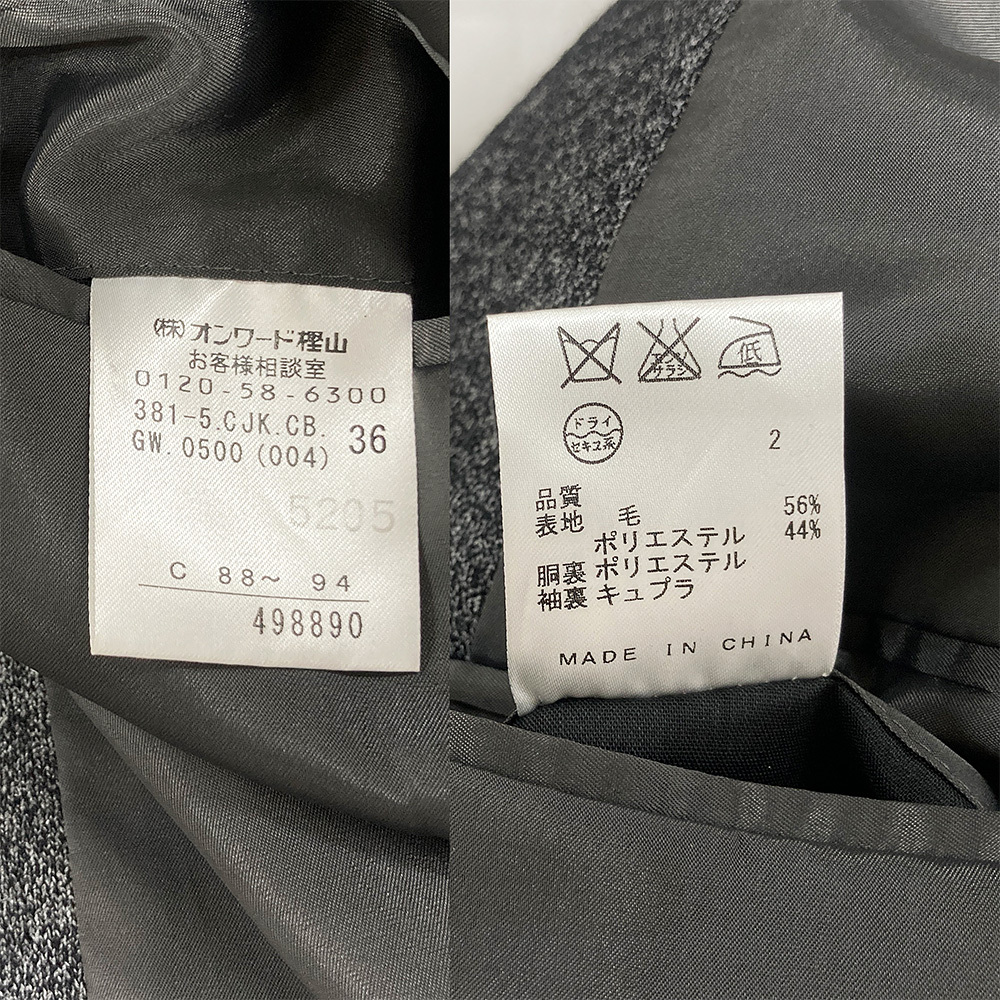 (株)オンワード樫山
お客様相談室
0120-58-6300
381-5.CJK.CB.
GW.0500(004)
36
C 88~ 94
498890
エンソ
サラシ
低
ドライ
セキユ系
2
品質
表地 毛 56%
ポリエステル 44%
胴裏 ポリエステル
袖裏 キュプラ
MADE IN CHINA